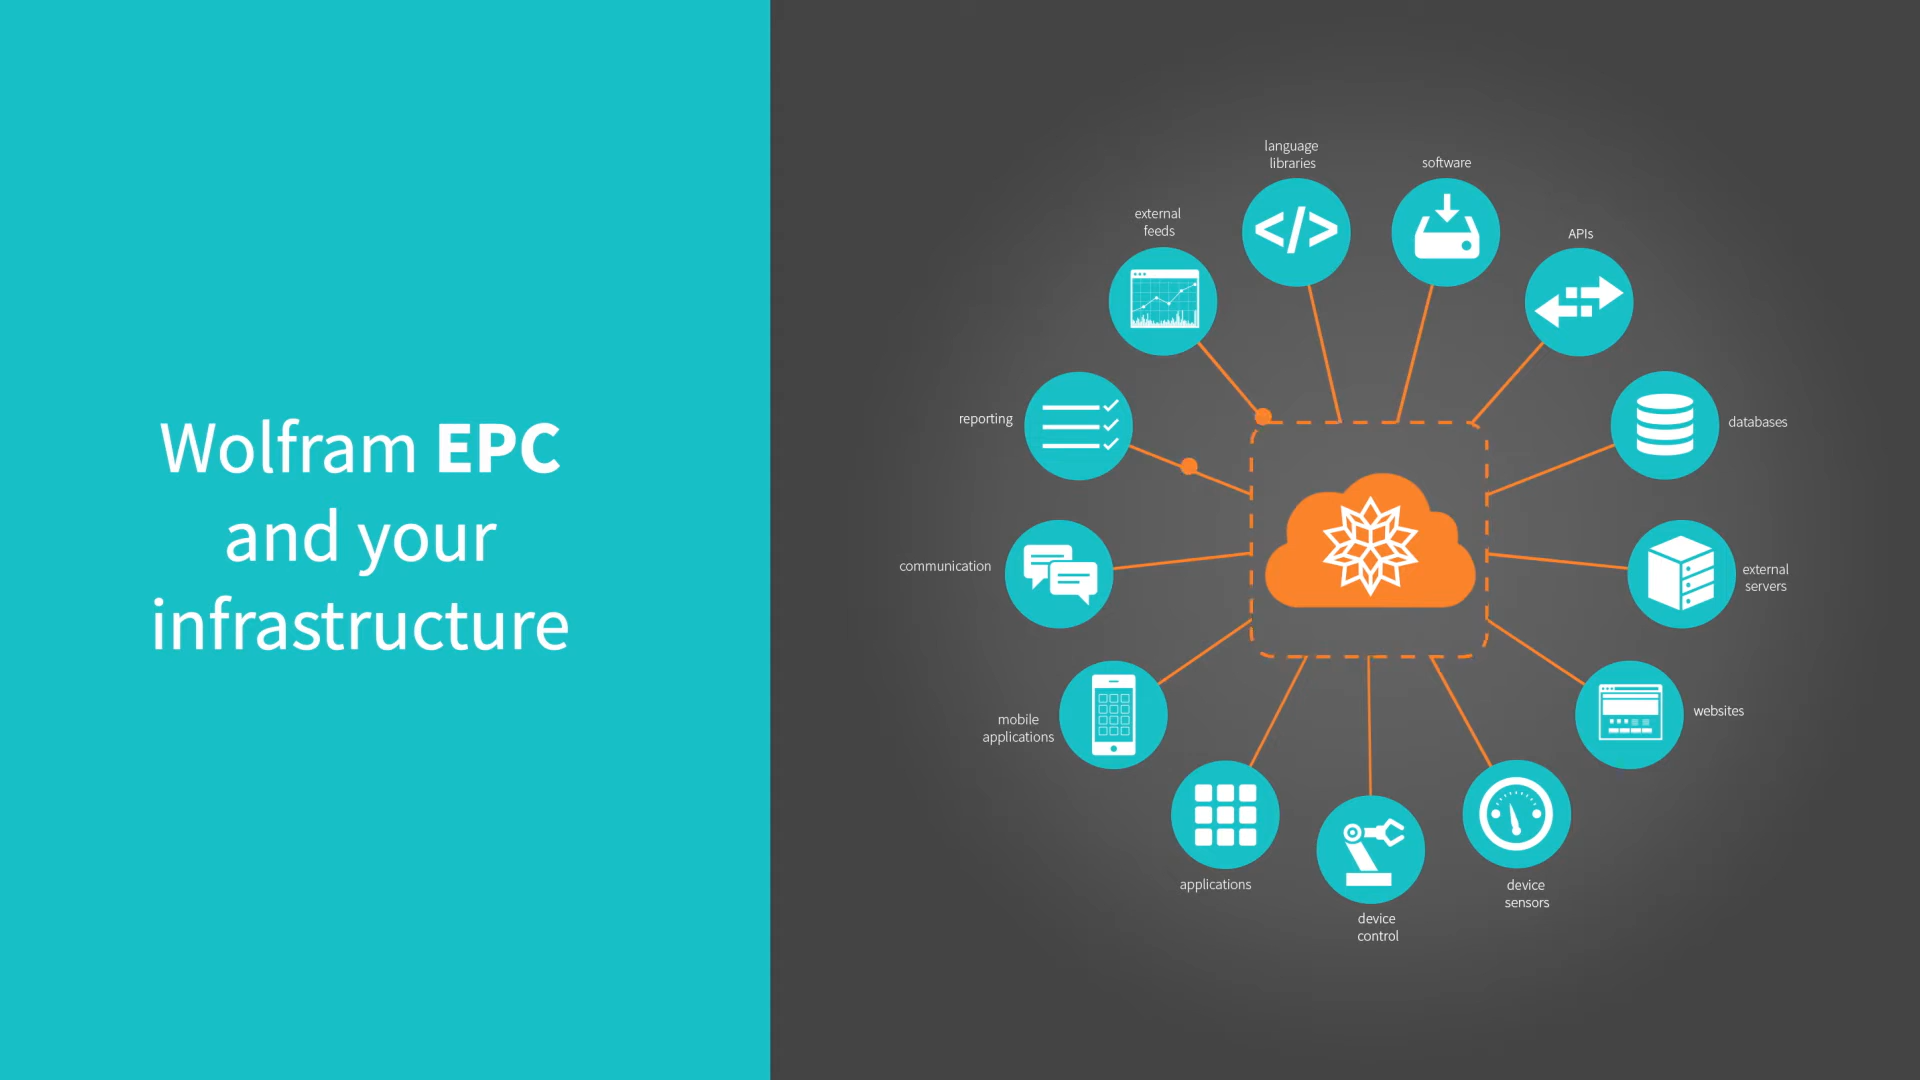 Wolfram EPC
and your
infrastructure
language
libraries
software
external
feeds
APIs
reporting
databases
communication
external
servers
mobile
applications
websites
applications
device
sensors
device
control